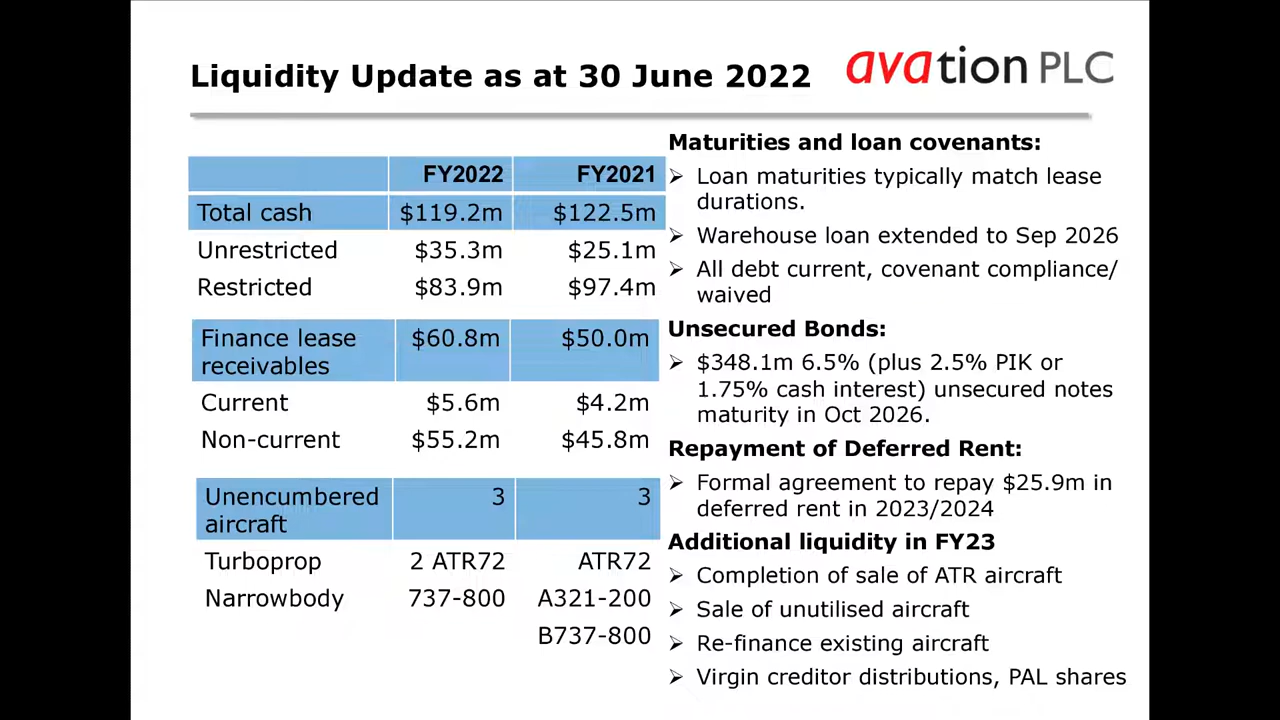 Liquidity Update as at 30 June 2022
avation PLC
FY2022 FY2021
Total cash $119.2m $122.5m
Unrestricted $35.3m $25.1m
Restricted $83.9m $97.4m
Finance lease $60.8m $50.0m
receivables
Current $5.6m $4.2m
Non-current $55.2m $45.8m
Unencumbered 3 3
aircraft
Turboprop 2 ATR72 ATR72
Narrowbody 737-800 A321-200
B737-800
Maturities and loan covenants:
➢ Loan maturities typically match lease
durations.
➢ Warehouse loan extended to Sep 2026
➢ All debt current, covenant compliance/
waived
Unsecured Bonds:
➢ $348.1m 6.5% (plus 2.5% PIK or
1.75% cash interest) unsecured notes
maturity in Oct 2026.
Repayment of Deferred Rent:
➢ Formal agreement to repay $25.9m in
deferred rent in 2023/2024
Additional liquidity in FY23
➢ Completion of sale of ATR aircraft
➢ Sale of unutilised aircraft
➢ Re-finance existing aircraft
➢ Virgin creditor distributions, PAL shares